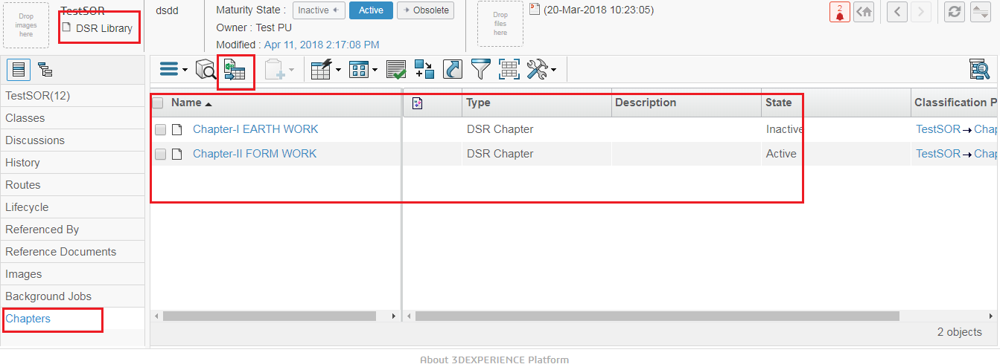 Drop
images
here
TestSOR
DSR Library
dsdd
Maturity State :
Inactive
Active
Obsolete
Owner : Test PU
Modified : Apr 11, 2018 2:17:08 PM
Drop
files
here
(20-Mar-2018 10:23:05)
2
TestSOR(12)
Classes
Discussions
History
Routes
Lifecycle
Referenced By
Reference Documents
Images
Background Jobs
Chapters
Name Type Description State Classification P
Chapter-I EARTH WORK DSR Chapter Inactive TestSOR Chap
Chapter-II FORM WORK DSR Chapter Active TestSOR Chap
2 objects
About 3DEXPERIENCE Platform